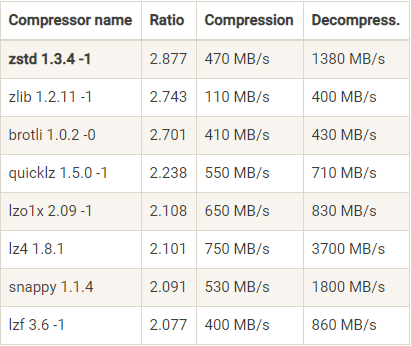 Compressor name Ratio Compression Decompress.
zstd 1.3.4 -1 2.877 470 MB/s 1380 MB/s
zlib 1.2.11 -1 2.743 110 MB/s 400 MB/s
brotli 1.0.2 -0 2.701 410 MB/s 430 MB/s
quicklz 1.5.0 -1 2.238 550 MB/s 710 MB/s
lzo1x 2.09 -1 2.108 650 MB/s 830 MB/s
lz4 1.8.1 2.101 750 MB/s 3700 MB/s
snappy 1.1.4 2.091 530 MB/s 1800 MB/s
lzf 3.6 -1 2.077 400 MB/s 860 MB/s